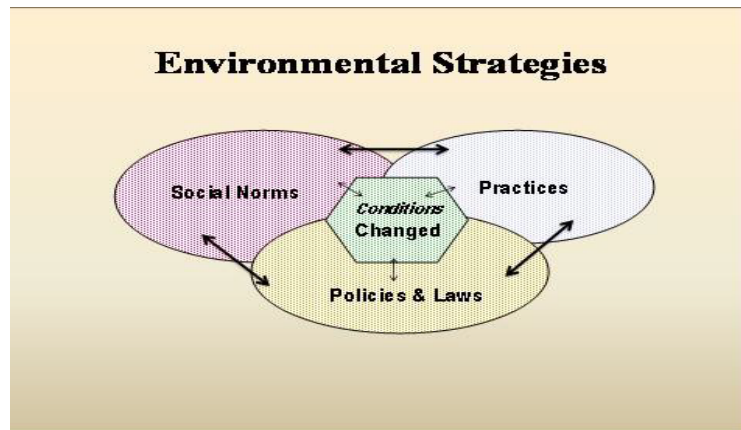 Environmental Strategies
Social Norms
Practices
Conditions
Changed
Policies & Laws